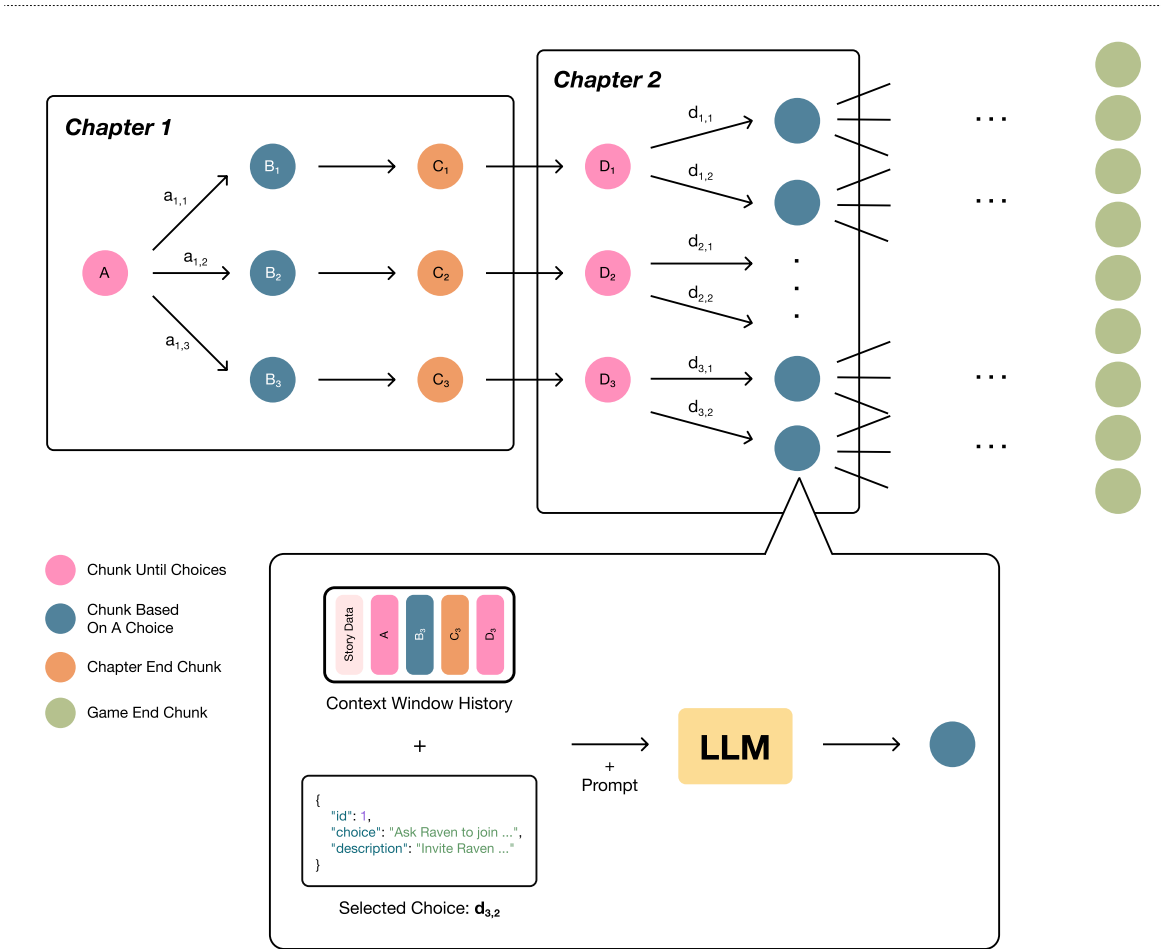 Chapter 1
A
a1,1
a1,2
a1,3
B1
B2
B3
C1
C2
C3
Chapter 2
D1
D2
D3
d1,1
d1,2
d2,1
d2,2
d3,1
d3,2
...
...
...
...
Chunk Until Choices
Chunk Based
On A Choice
Chapter End Chunk
Game End Chunk
Story Data
A
B3
C3
D3
Context Window History
+
{
"id": 1,
"choice": "Ask Raven to join ...",
"description": "Invite Raven ..."
}
Selected Choice: d3,2
+
Prompt
LLM